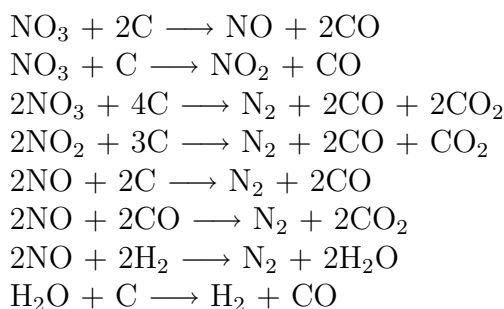 NO₃ + 2C ⟶ NO + 2CO
NO₃ + C ⟶ NO₂ + CO
2NO₃ + 4C ⟶ N₂ + 2CO + 2CO₂
2NO₂ + 3C ⟶ N₂ + 2CO + CO₂
2NO + 2C ⟶ N₂ + 2CO
2NO + 2CO ⟶ N₂ + 2CO₂
2NO + 2H₂ ⟶ N₂ + 2H₂O
H₂O + C ⟶ H₂ + CO